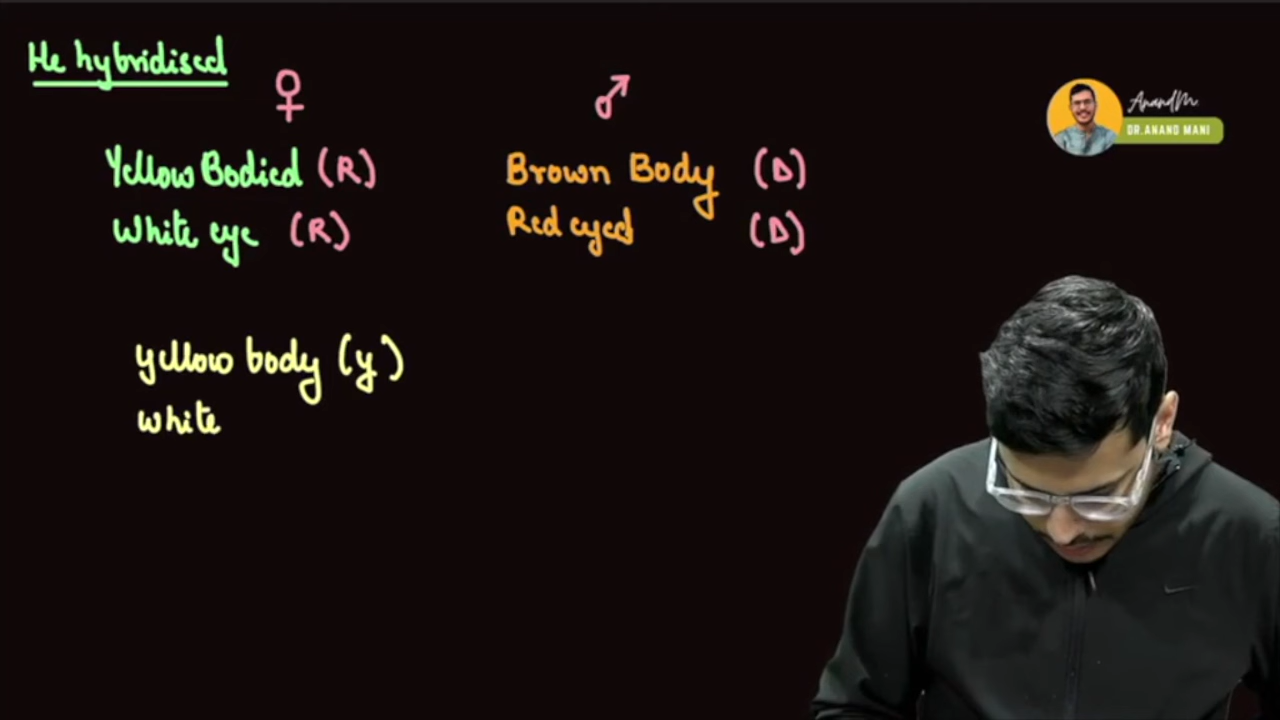 He hybridised
♀ ♂
Yellow Bodied (R) Brown Body (D)
White eye (R) Red eyed (D)
yellow body (y)
white
AnandM.
DR.ANAND MANI